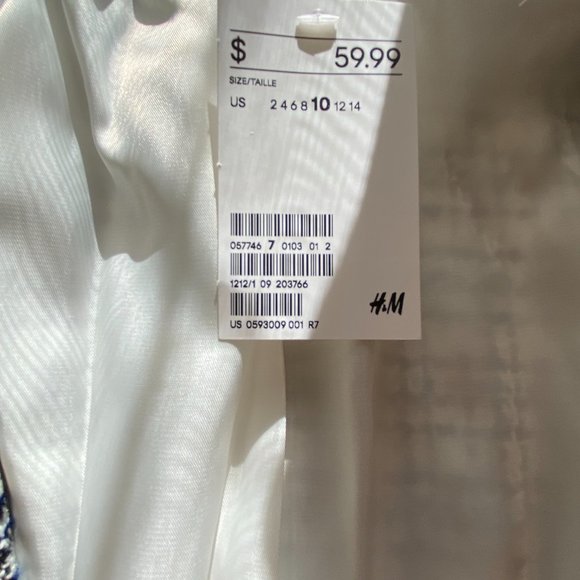 $ 59.99
SIZE/TAILLE
US 2 4 6 8 10 12 14
057746 7 0103 01 2
1212/1 09 203766
H&M
US 0593009 001 R7